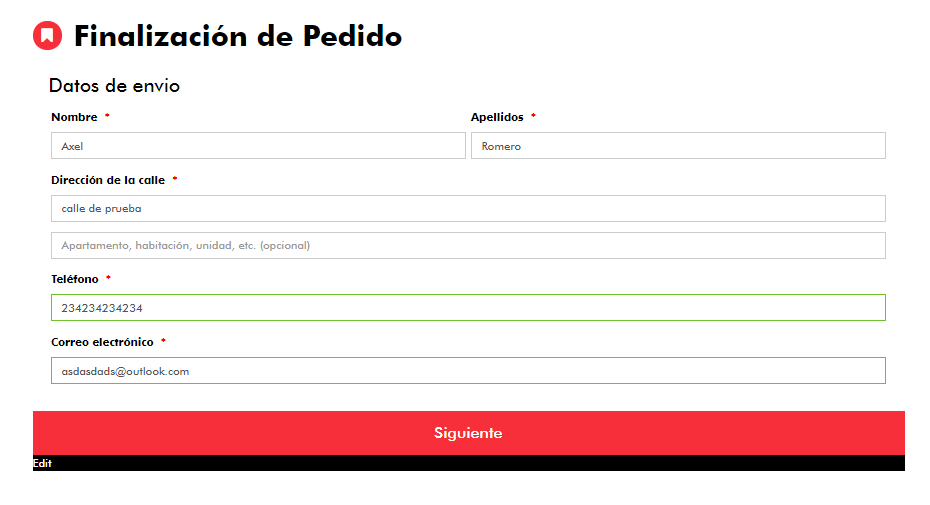 Finalización de Pedido
Datos de envio
Nombre * Apellidos *
Axel Romero
Dirección de la calle *
calle de prueba
Apartamento, habitación, unidad, etc. (opcional)
Teléfono *
234234234234
Correo electrónico *
asdasdads@outlook.com
Siguiente
Edit